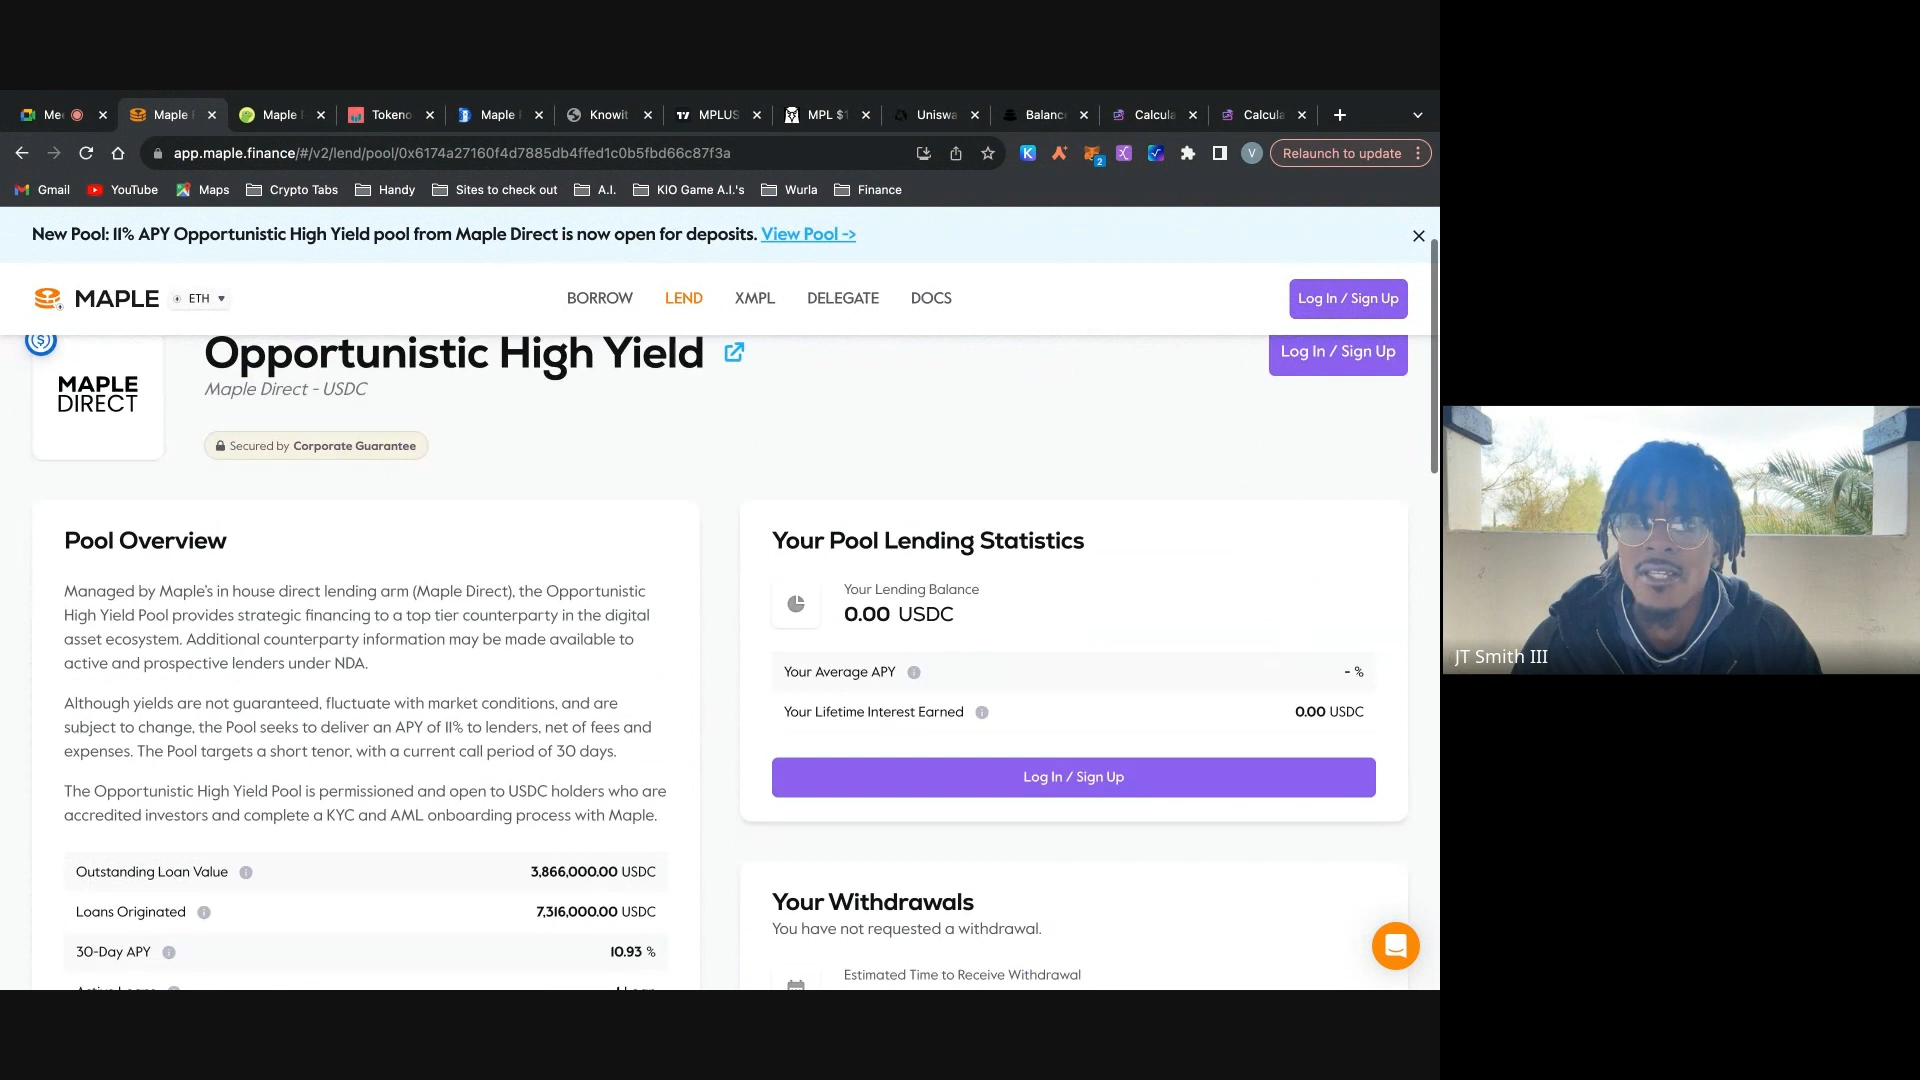 Me
Maple
Maple
Tokeno
Maple
Knowit
MPLUS
MPL $1
Uniswa
Balanc
Calcula
Calcula
app.maple.finance/#/v2/lend/pool/0x6174a27160f4d7885db4ffed1c0b5fbd66c87f3a
2
V
Relaunch to update
Gmail
YouTube
Maps
Crypto Tabs
Handy
Sites to check out
A.I.
KIO Game A.I.'s
Wurla
Finance
New Pool: 11% APY Opportunistic High Yield pool from Maple Direct is now open for deposits. View Pool ->
MAPLE
ETH
BORROW
LEND
XMPL
DELEGATE
DOCS
Log In / Sign Up
MAPLE
DIRECT
Opportunistic High Yield
Log In / Sign Up
Maple Direct - USDC
Secured by Corporate Guarantee
Pool Overview
Managed by Maple's in house direct lending arm (Maple Direct), the Opportunistic
High Yield Pool provides strategic financing to a top tier counterparty in the digital
asset ecosystem. Additional counterparty information may be made available to
active and prospective lenders under NDA.
Although yields are not guaranteed, fluctuate with market conditions, and are
subject to change, the Pool seeks to deliver an APY of 11% to lenders, net of fees and
expenses. The Pool targets a short tenor, with a current call period of 30 days.
The Opportunistic High Yield Pool is permissioned and open to USDC holders who are
accredited investors and complete a KYC and AML onboarding process with Maple.
Outstanding Loan Value 3,866,000.00 USDC
Loans Originated 7,316,000.00 USDC
30-Day APY 10.93 %
Your Pool Lending Statistics
Your Lending Balance
0.00 USDC
Your Average APY - %
Your Lifetime Interest Earned 0.00 USDC
Log In / Sign Up
Your Withdrawals
You have not requested a withdrawal.
Estimated Time to Receive Withdrawal
JT Smith III